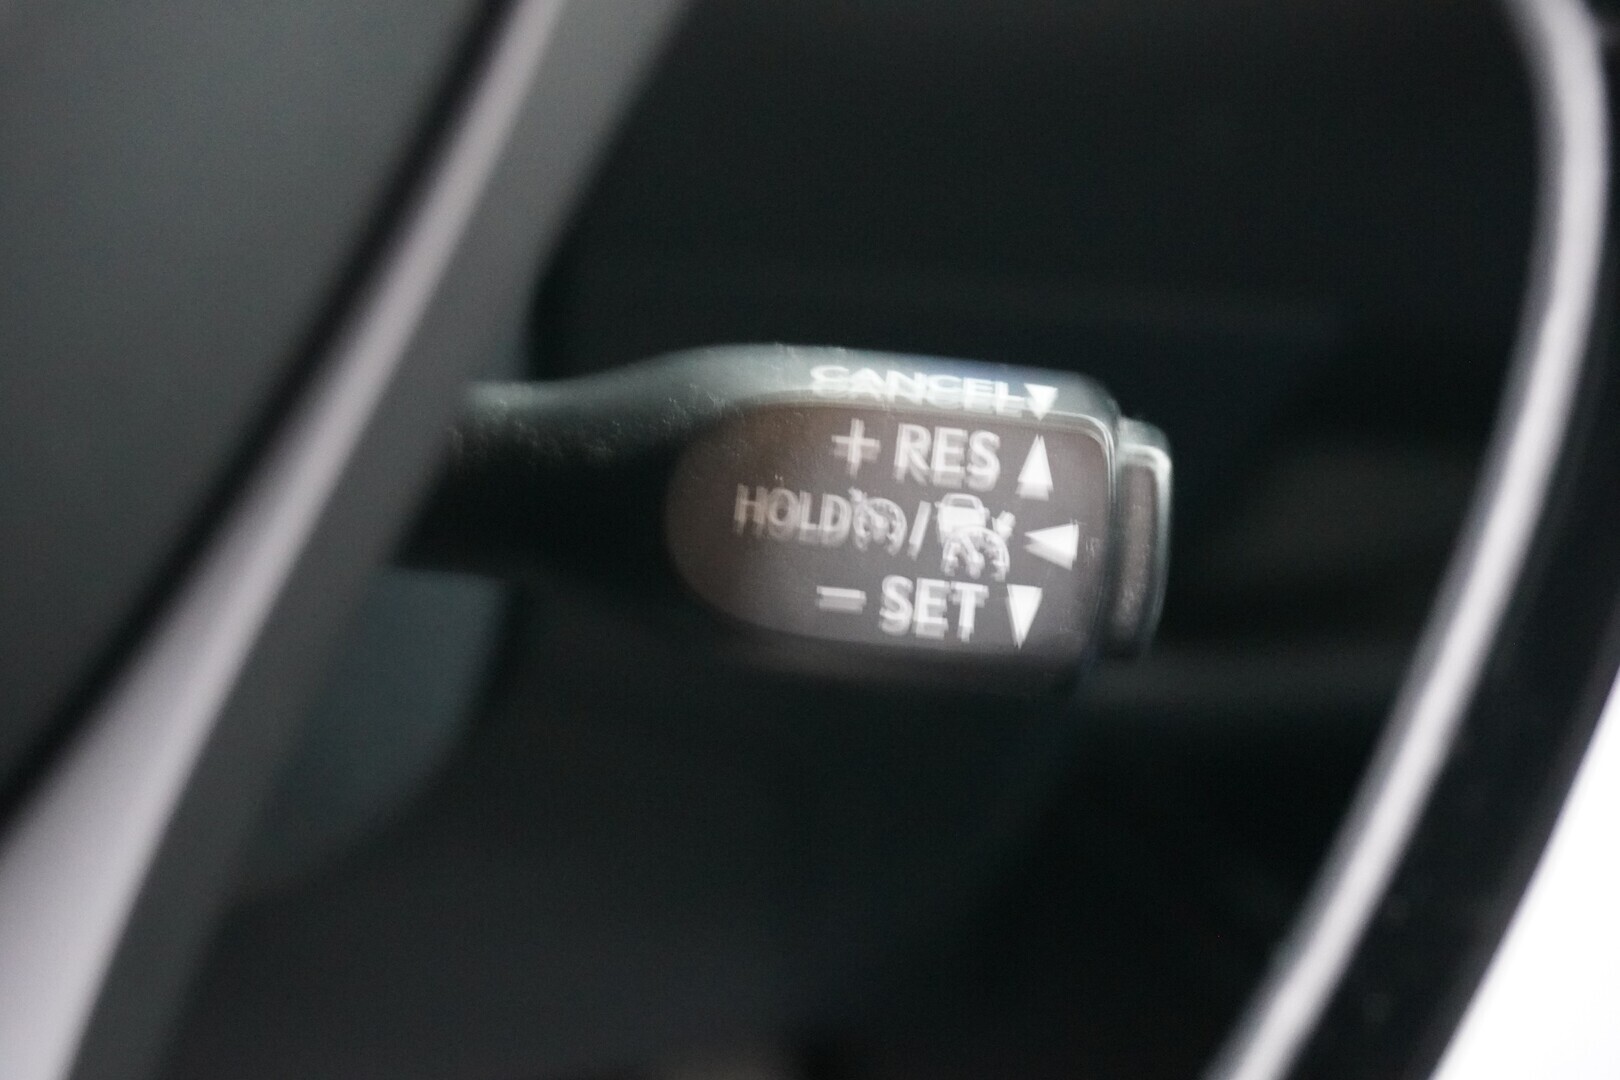 CANCEL▼
+ RES ▲
HOLD / ◀
− SET ▼